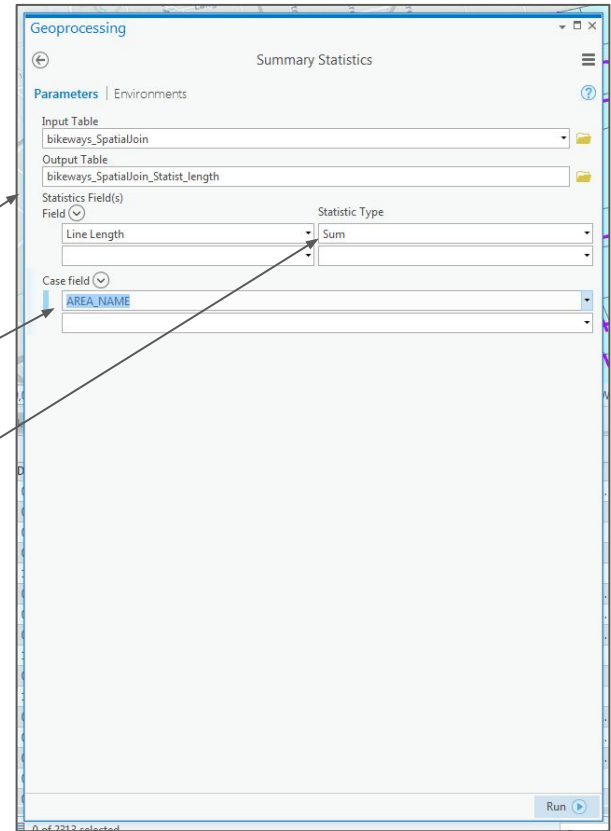 Geoprocessing
Summary Statistics
Parameters | Environments
Input Table
bikeways_SpatialJoin
Output Table
bikeways_SpatialJoin_Statist_length
Statistics Field(s)
Field Statistic Type
Line Length Sum
Case field
AREA_NAME
Run
0 of 2313 selected